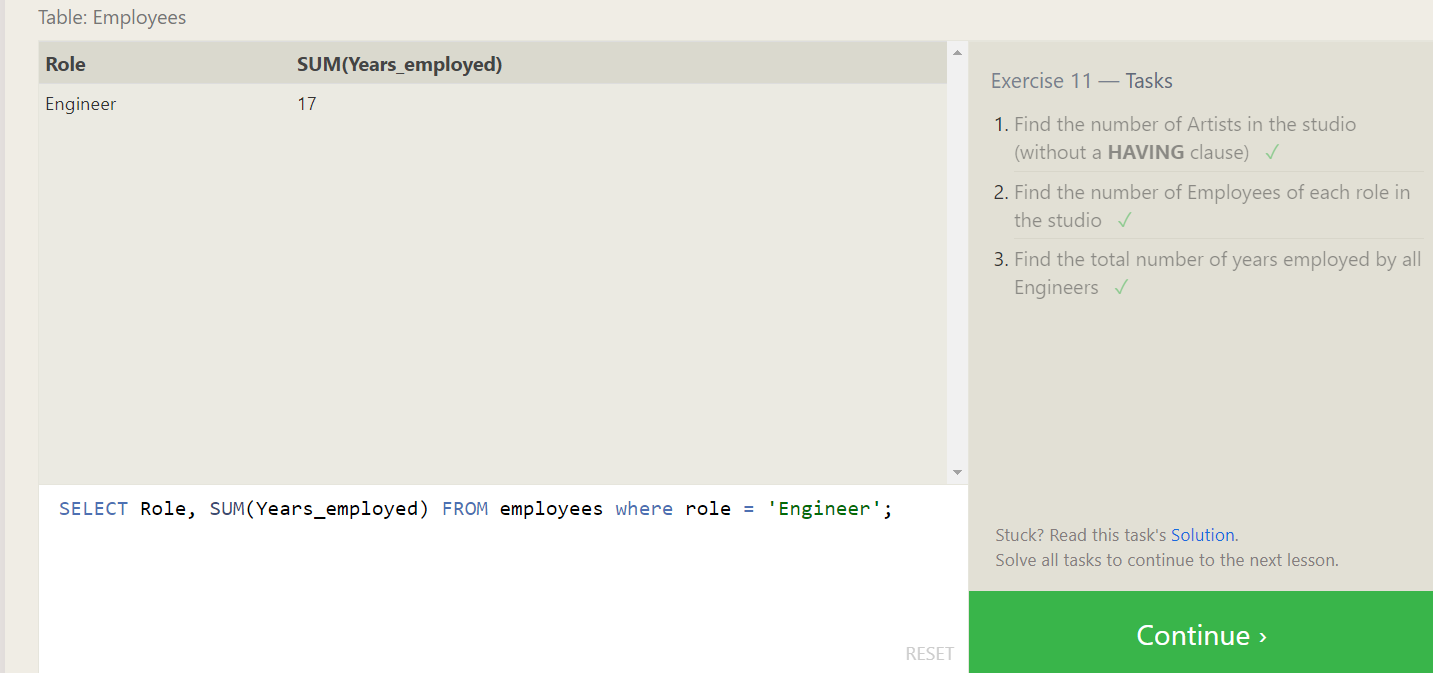 Table: Employees
Role SUM(Years_employed)
Engineer 17
Exercise 11 — Tasks
1. Find the number of Artists in the studio
(without a HAVING clause) ✓
2. Find the number of Employees of each role in
the studio ✓
3. Find the total number of years employed by all
Engineers ✓
SELECT Role, SUM(Years_employed) FROM employees where role = 'Engineer';
RESET
Stuck? Read this task's Solution.
Solve all tasks to continue to the next lesson.
Continue ›